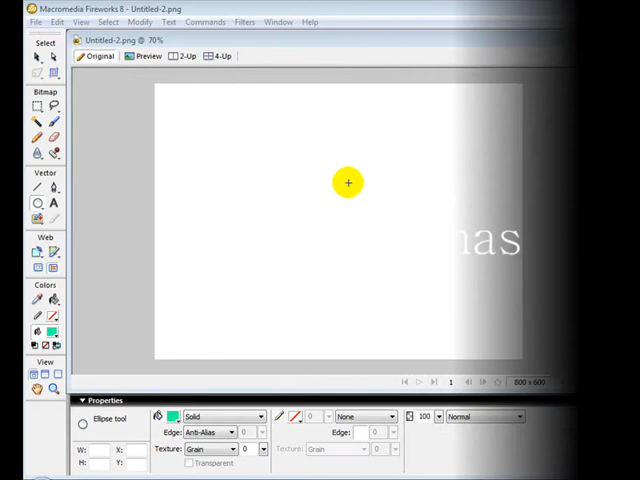 Macromedia Fireworks 8 - Untitled-2.png
File Edit View Select Modify Text Commands Filters Window Help
Select
Untitled-2.png @ 70%
Original Preview 2-Up 4-Up
Bitmap
Vector
A
Web
Colors
View
1 800 x 600
Properties
Ellipse tool
Solid
0 None
100 Normal
Edge: Anti-Alias 0
Edge: 0
Texture: Grain 0
Texture: Grain 0
W: X:
H: Y:
Transparent